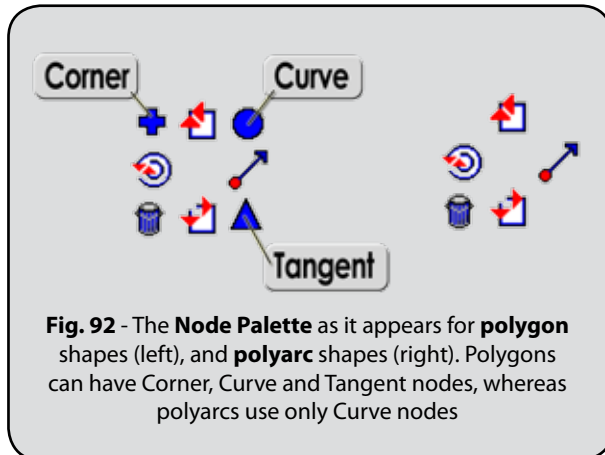 Corner
Curve
Tangent
Fig. 92 - The Node Palette as it appears for polygon
shapes (left), and polyarc shapes (right). Polygons
can have Corner, Curve and Tangent nodes, whereas
polyarcs use only Curve nodes